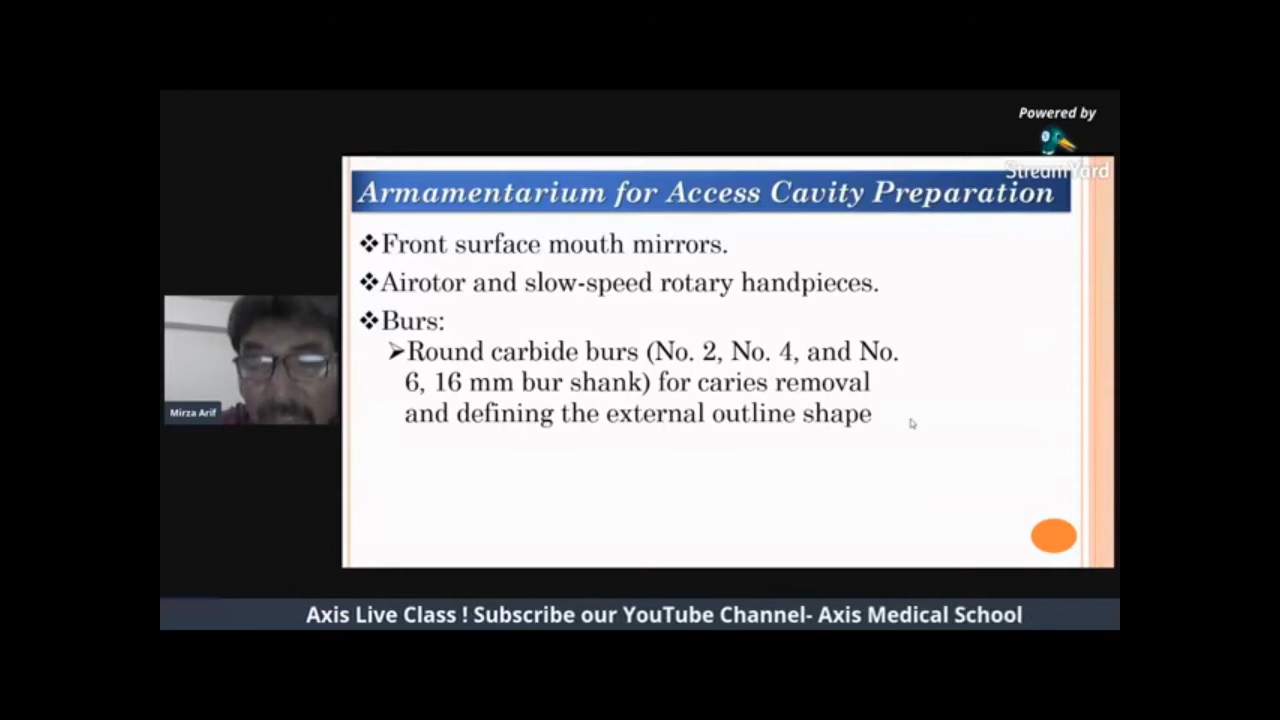 Powered by
StreamYard
Armamentarium for Access Cavity Preparation
❖Front surface mouth mirrors.
❖Airotor and slow-speed rotary handpieces.
❖Burs:
➢Round carbide burs (No. 2, No. 4, and No.
6, 16 mm bur shank) for caries removal
and defining the external outline shape
Mirza Arif
Axis Live Class ! Subscribe our YouTube Channel- Axis Medical School